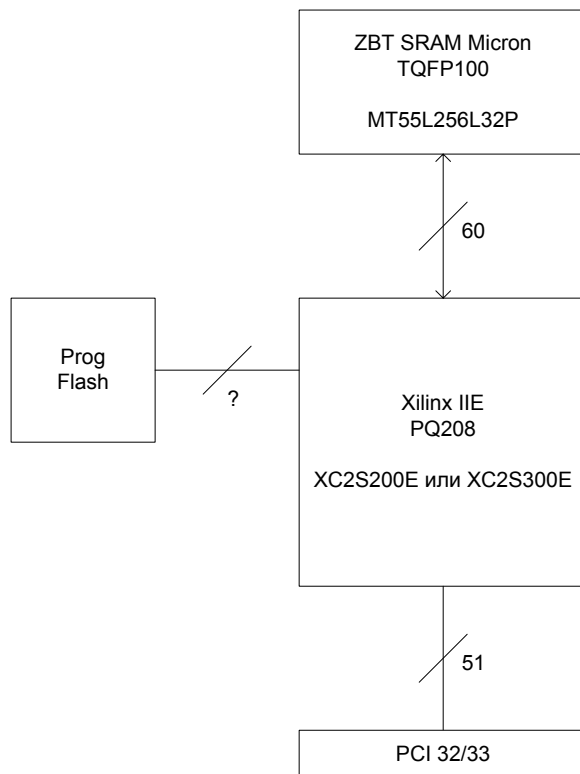 ZBT SRAM Micron
TQFP100
MT55L256L32P
60
Prog
Flash
?
Xilinx IIE
PQ208
XC2S200E или XC2S300E
51
PCI 32/33